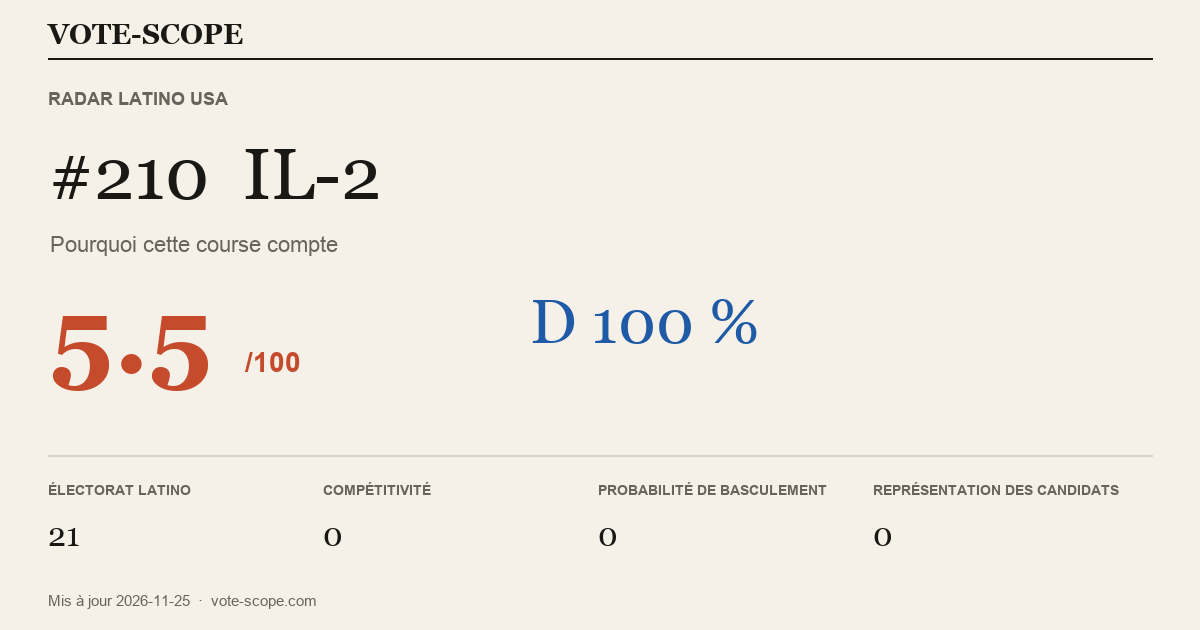 VOTE-SCOPE
RADAR LATINO USA
#210 IL-2
Pourquoi cette course compte
5.5 /100
D 100 %
ÉLECTORAT LATINO
COMPÉTITIVITÉ
PROBABILITÉ DE BASCULEMENT
REPRÉSENTATION DES CANDIDATS
21
0
0
0
Mis à jour 2026-11-25 · vote-scope.com